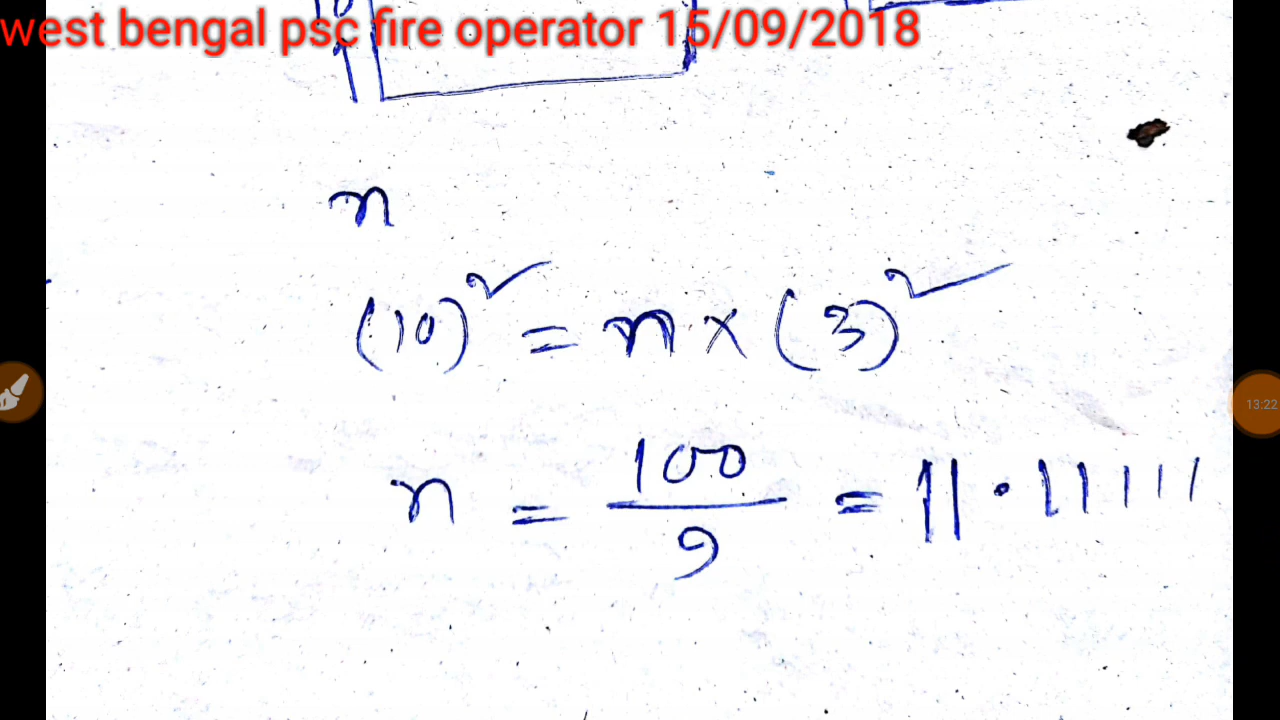 west bengal psc fire operator 15/09/2018
n
(10)² = n × (3)²
n = 100/9 = 11.11111
13:22